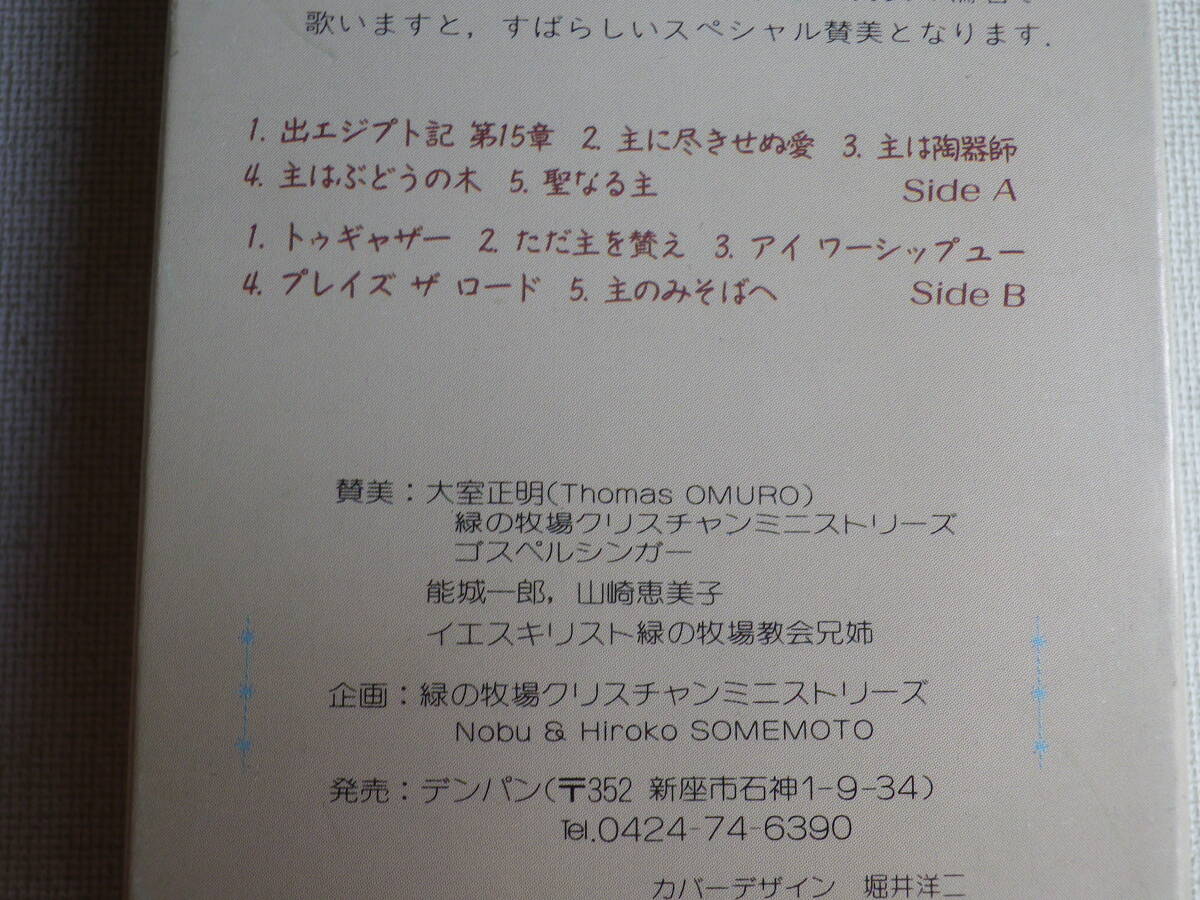 歌いますと，すばらしいスペシャル賛美となります．
1. 出エジプト記 第15章 2. 主に尽きせぬ愛 3. 主は陶器師
4. 主はぶどうの木 5. 聖なる主 Side A
1. トゥギャザー 2. ただ主を賛え 3. アイ ワーシップ ユー
4. プレイズ ザ ロード 5. 主のみそばへ Side B
賛美：大室正明(Thomas OMURO)
緑の牧場クリスチャンミニストリーズ
ゴスペルシンガー
能城一郎，山崎恵美子
イエスキリスト緑の牧場教会兄姉
企画：緑の牧場クリスチャンミニストリーズ
Nobu & Hiroko SOMEMOTO
発売：デンパン(〒352 新座市石神1-9-34)
Tel.0424-74-6390
カバーデザイン 堀井洋二